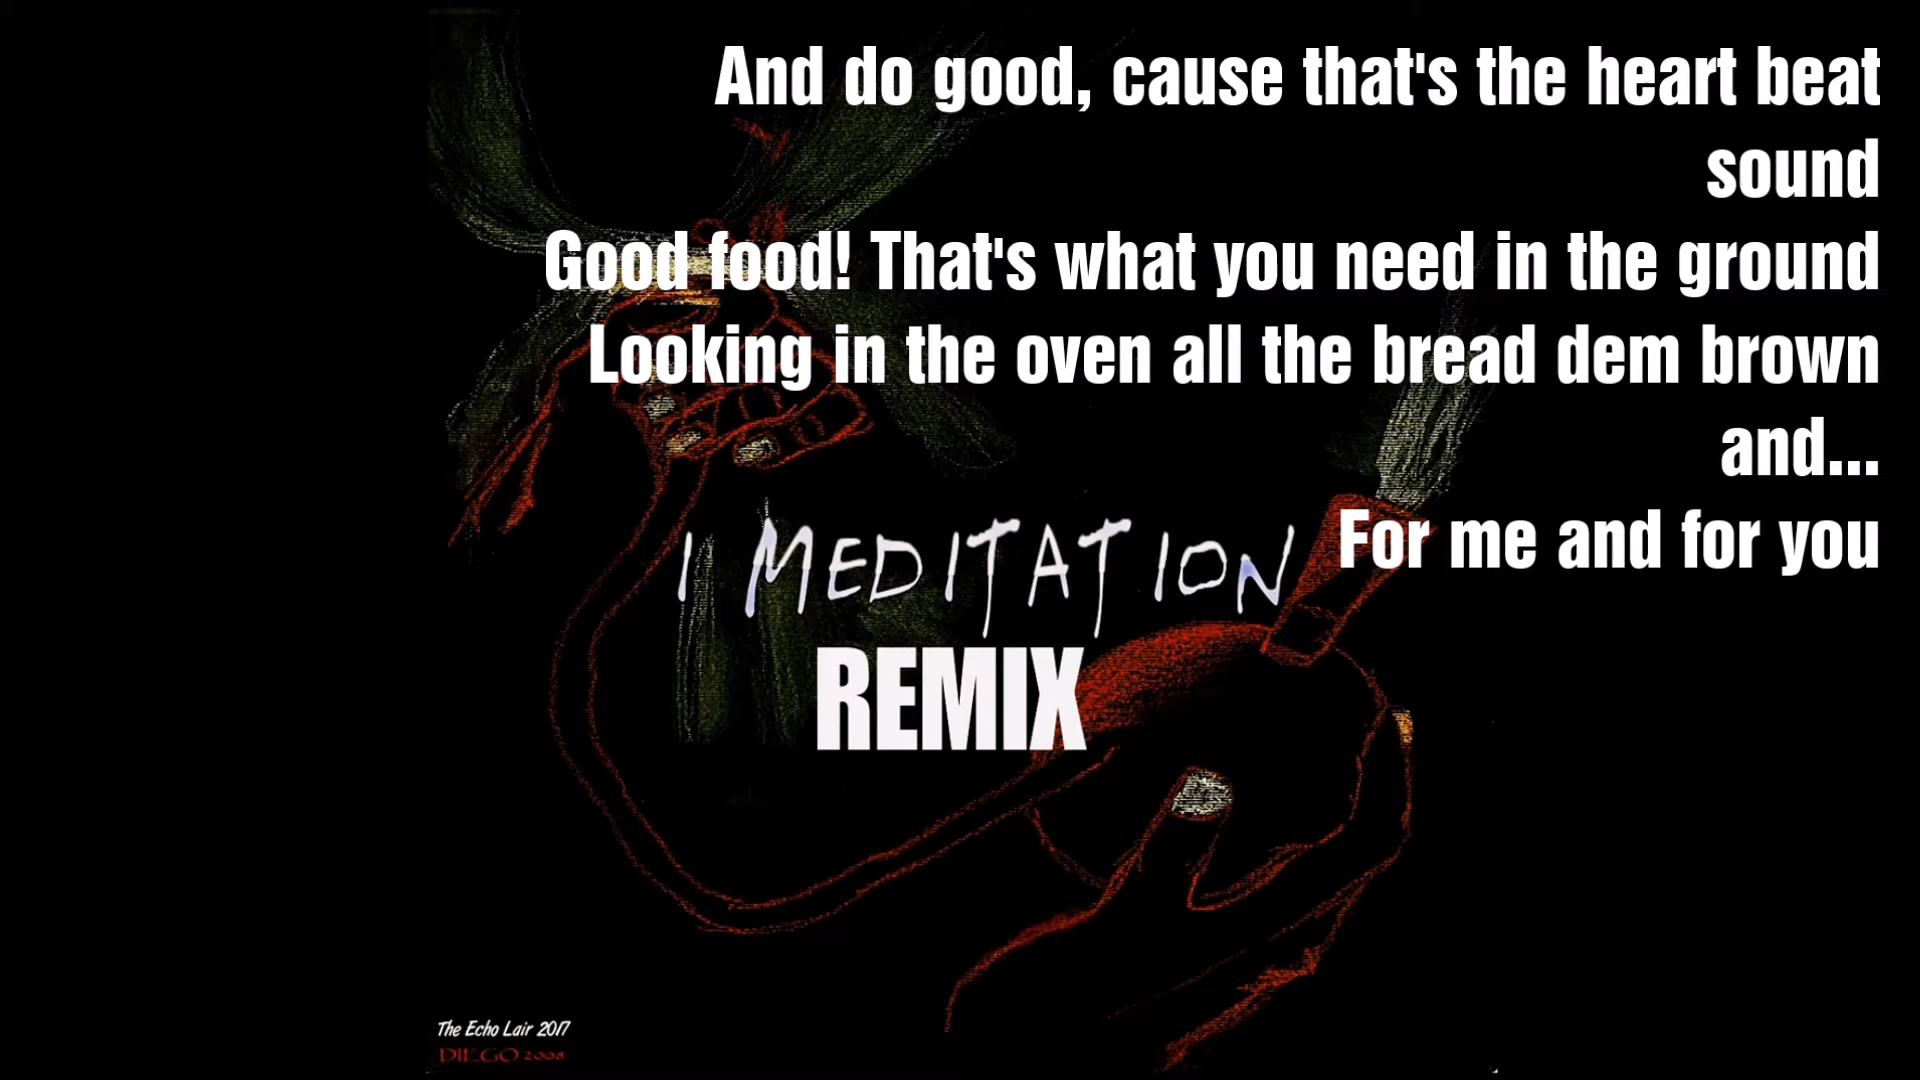 And do good, cause that's the heart beat
sound
Good food! That's what you need in the ground
Looking in the oven all the bread dem brown
and...
For me and for you
I MEDITATION
REMIX
The Echo Lair 2017
DIEGO 2008